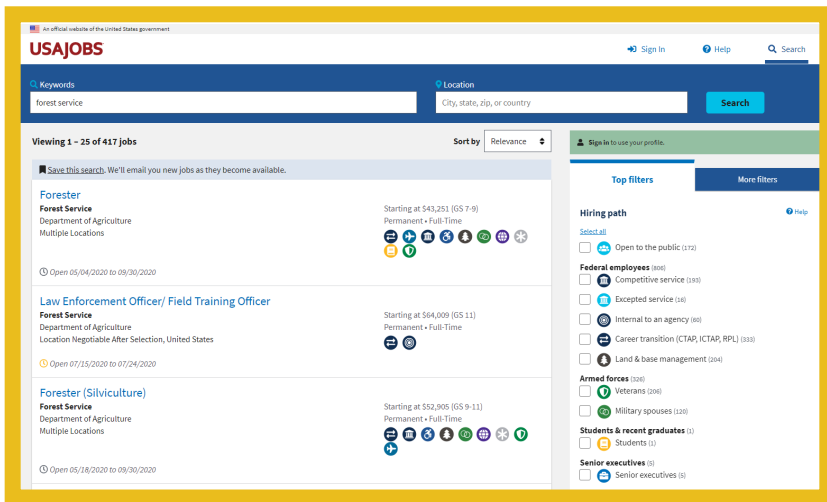 An official website of the United States government
USAJOBS
Sign In
Help
Search
Keywords
Location
forest service
City, state, zip, or country
Search
Viewing 1 – 25 of 417 jobs
Sort by
Relevance
Save this search. We'll email you new jobs as they become available.
Forester
Forest Service
Department of Agriculture
Multiple Locations
Starting at $43,251 (GS 7-9)
Permanent • Full-Time
Open 05/04/2020 to 09/30/2020
Law Enforcement Officer/ Field Training Officer
Forest Service
Department of Agriculture
Location Negotiable After Selection, United States
Starting at $64,009 (GS 11)
Permanent • Full-Time
Open 07/15/2020 to 07/24/2020
Forester (Silviculture)
Forest Service
Department of Agriculture
Multiple Locations
Starting at $52,905 (GS 9-11)
Permanent • Full-Time
Open 05/18/2020 to 09/30/2020
Sign in to use your profile.
Top filters
More filters
Hiring path
Help
Select all
Open to the public (172)
Federal employees (806)
Competitive service (193)
Excepted service (16)
Internal to an agency (60)
Career transition (CTAP, ICTAP, RPL) (333)
Land & base management (204)
Armed forces (326)
Veterans (206)
Military spouses (120)
Students & recent graduates (1)
Students (1)
Senior executives (5)
Senior executives (5)